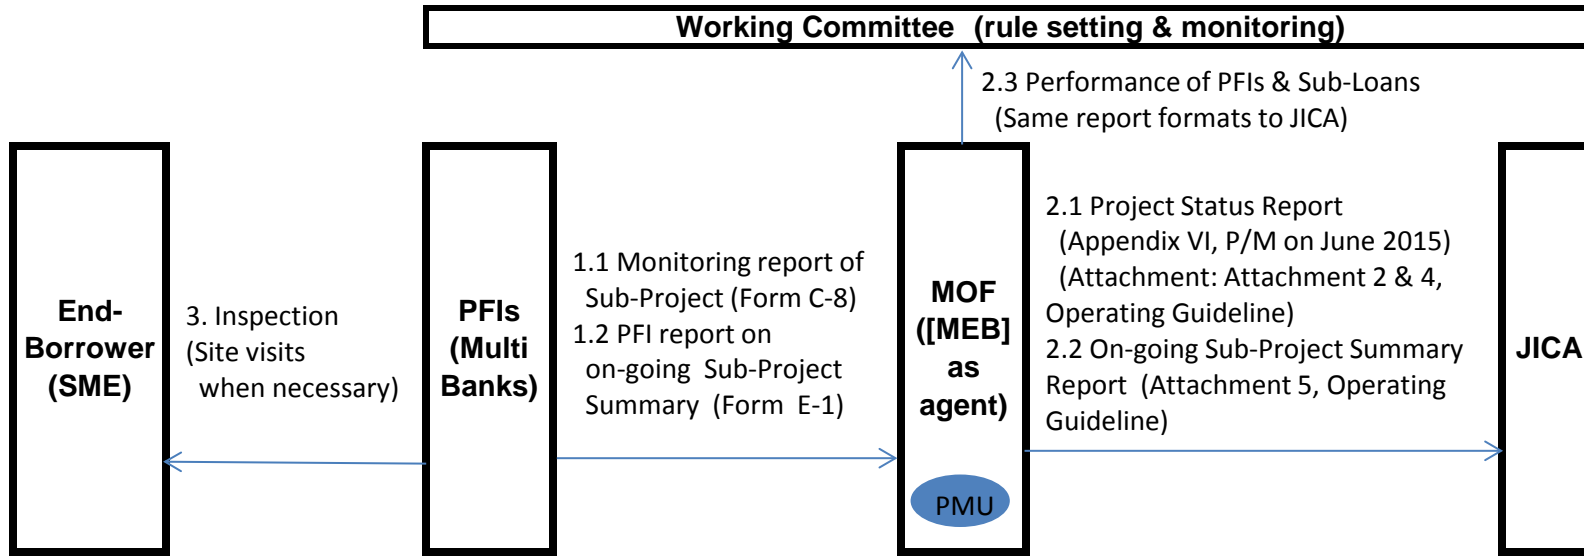 Working Committee (rule setting & monitoring)
2.3 Performance of PFIs & Sub-Loans
(Same report formats to JICA)
End-
Borrower
(SME)
3. Inspection
(Site visits
when necessary)
PFIs
(Multi
Banks)
1.1 Monitoring report of
Sub-Project (Form C-8)
1.2 PFI report on
on-going Sub-Project
Summary (Form E-1)
MOF
([MEB]
as
agent)
PMU
2.1 Project Status Report
(Appendix VI, P/M on June 2015)
(Attachment: Attachment 2 & 4,
Operating Guideline)
2.2 On-going Sub-Project Summary
Report (Attachment 5, Operating
Guideline)
JICA